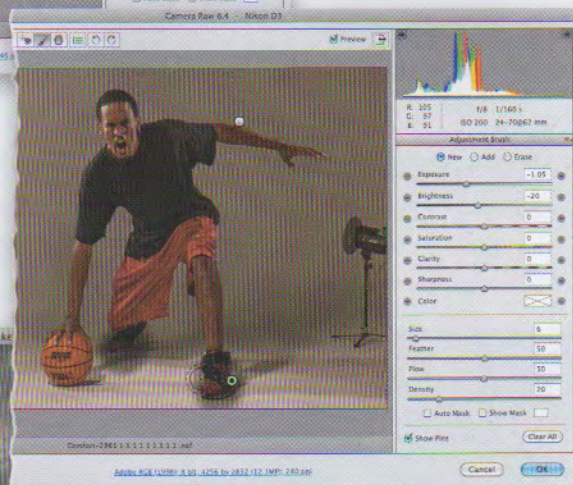 Camera Raw 6.4 - Nikon D3
Preview
R: 105
G: 97
B: 91
f/8 1/160 s
ISO 200 24-70@62 mm
Adjustment Brush
New Add Erase
Exposure -1.05
Brightness -20
Contrast 0
Saturation 0
Clarity 0
Sharpness 0
Color
Size 6
Feather 50
Flow 50
Density 20
Auto Mask Show Mask
Show Pins Clear All
Adobe RGB (1998); 8 bit; 4256 by 2832 (12.1MP); 240 ppi
Cancel OK